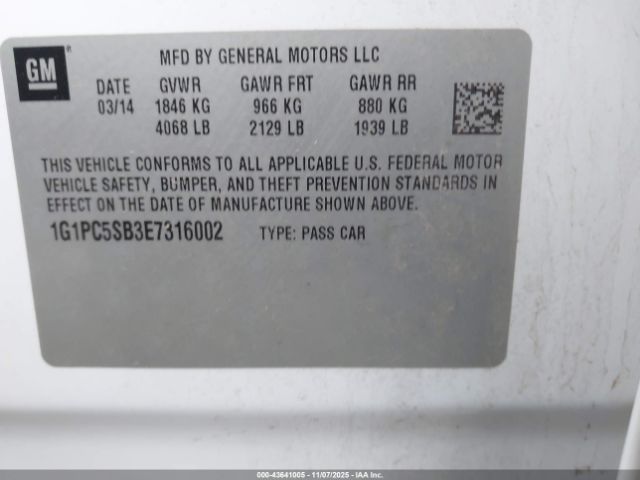 GM ®
MFD BY GENERAL MOTORS LLC
DATE GVWR GAWR FRT GAWR RR
03/14 1846 KG 966 KG 880 KG
4068 LB 2129 LB 1939 LB
THIS VEHICLE CONFORMS TO ALL APPLICABLE U.S. FEDERAL MOTOR
VEHICLE SAFETY, BUMPER, AND THEFT PREVENTION STANDARDS IN
EFFECT ON THE DATE OF MANUFACTURE SHOWN ABOVE.
1G1PC5SB3E7316002 TYPE: PASS CAR
000-43641005 - 11/07/2025 - IAA Inc.